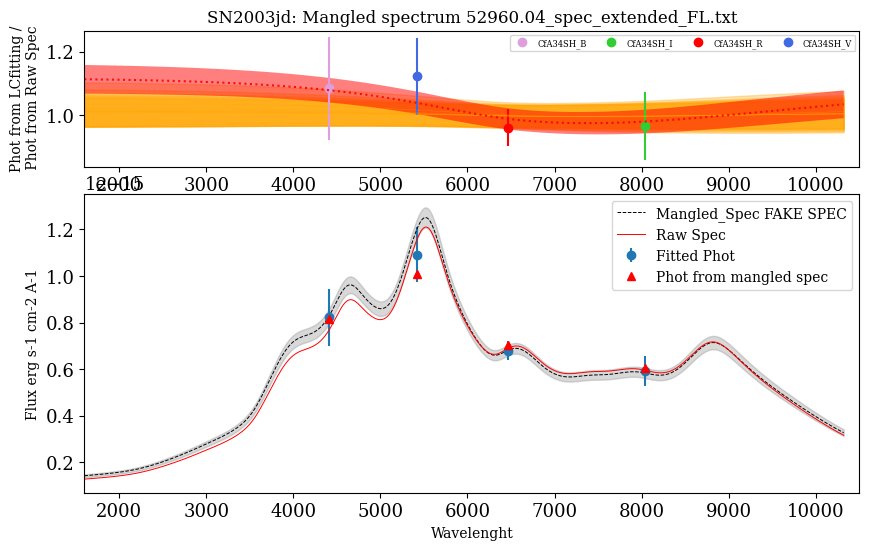 SN2003jd: Mangled spectrum 52960.04_spec_extended_FL.txt
Phot from LCfitting /
Phot from Raw Spec
1.2
1.0
CfA34SH_B
CfA34SH_I
CfA34SH_R
CfA34SH_V
2000 3000 4000 5000 6000 7000 8000 9000 10000
1e−15
Flux erg s-1 cm-2 A-1
1.2
1.0
0.8
0.6
0.4
0.2
Mangled_Spec FAKE SPEC
Raw Spec
Fitted Phot
Phot from mangled spec
2000 3000 4000 5000 6000 7000 8000 9000 10000
Wavelenght